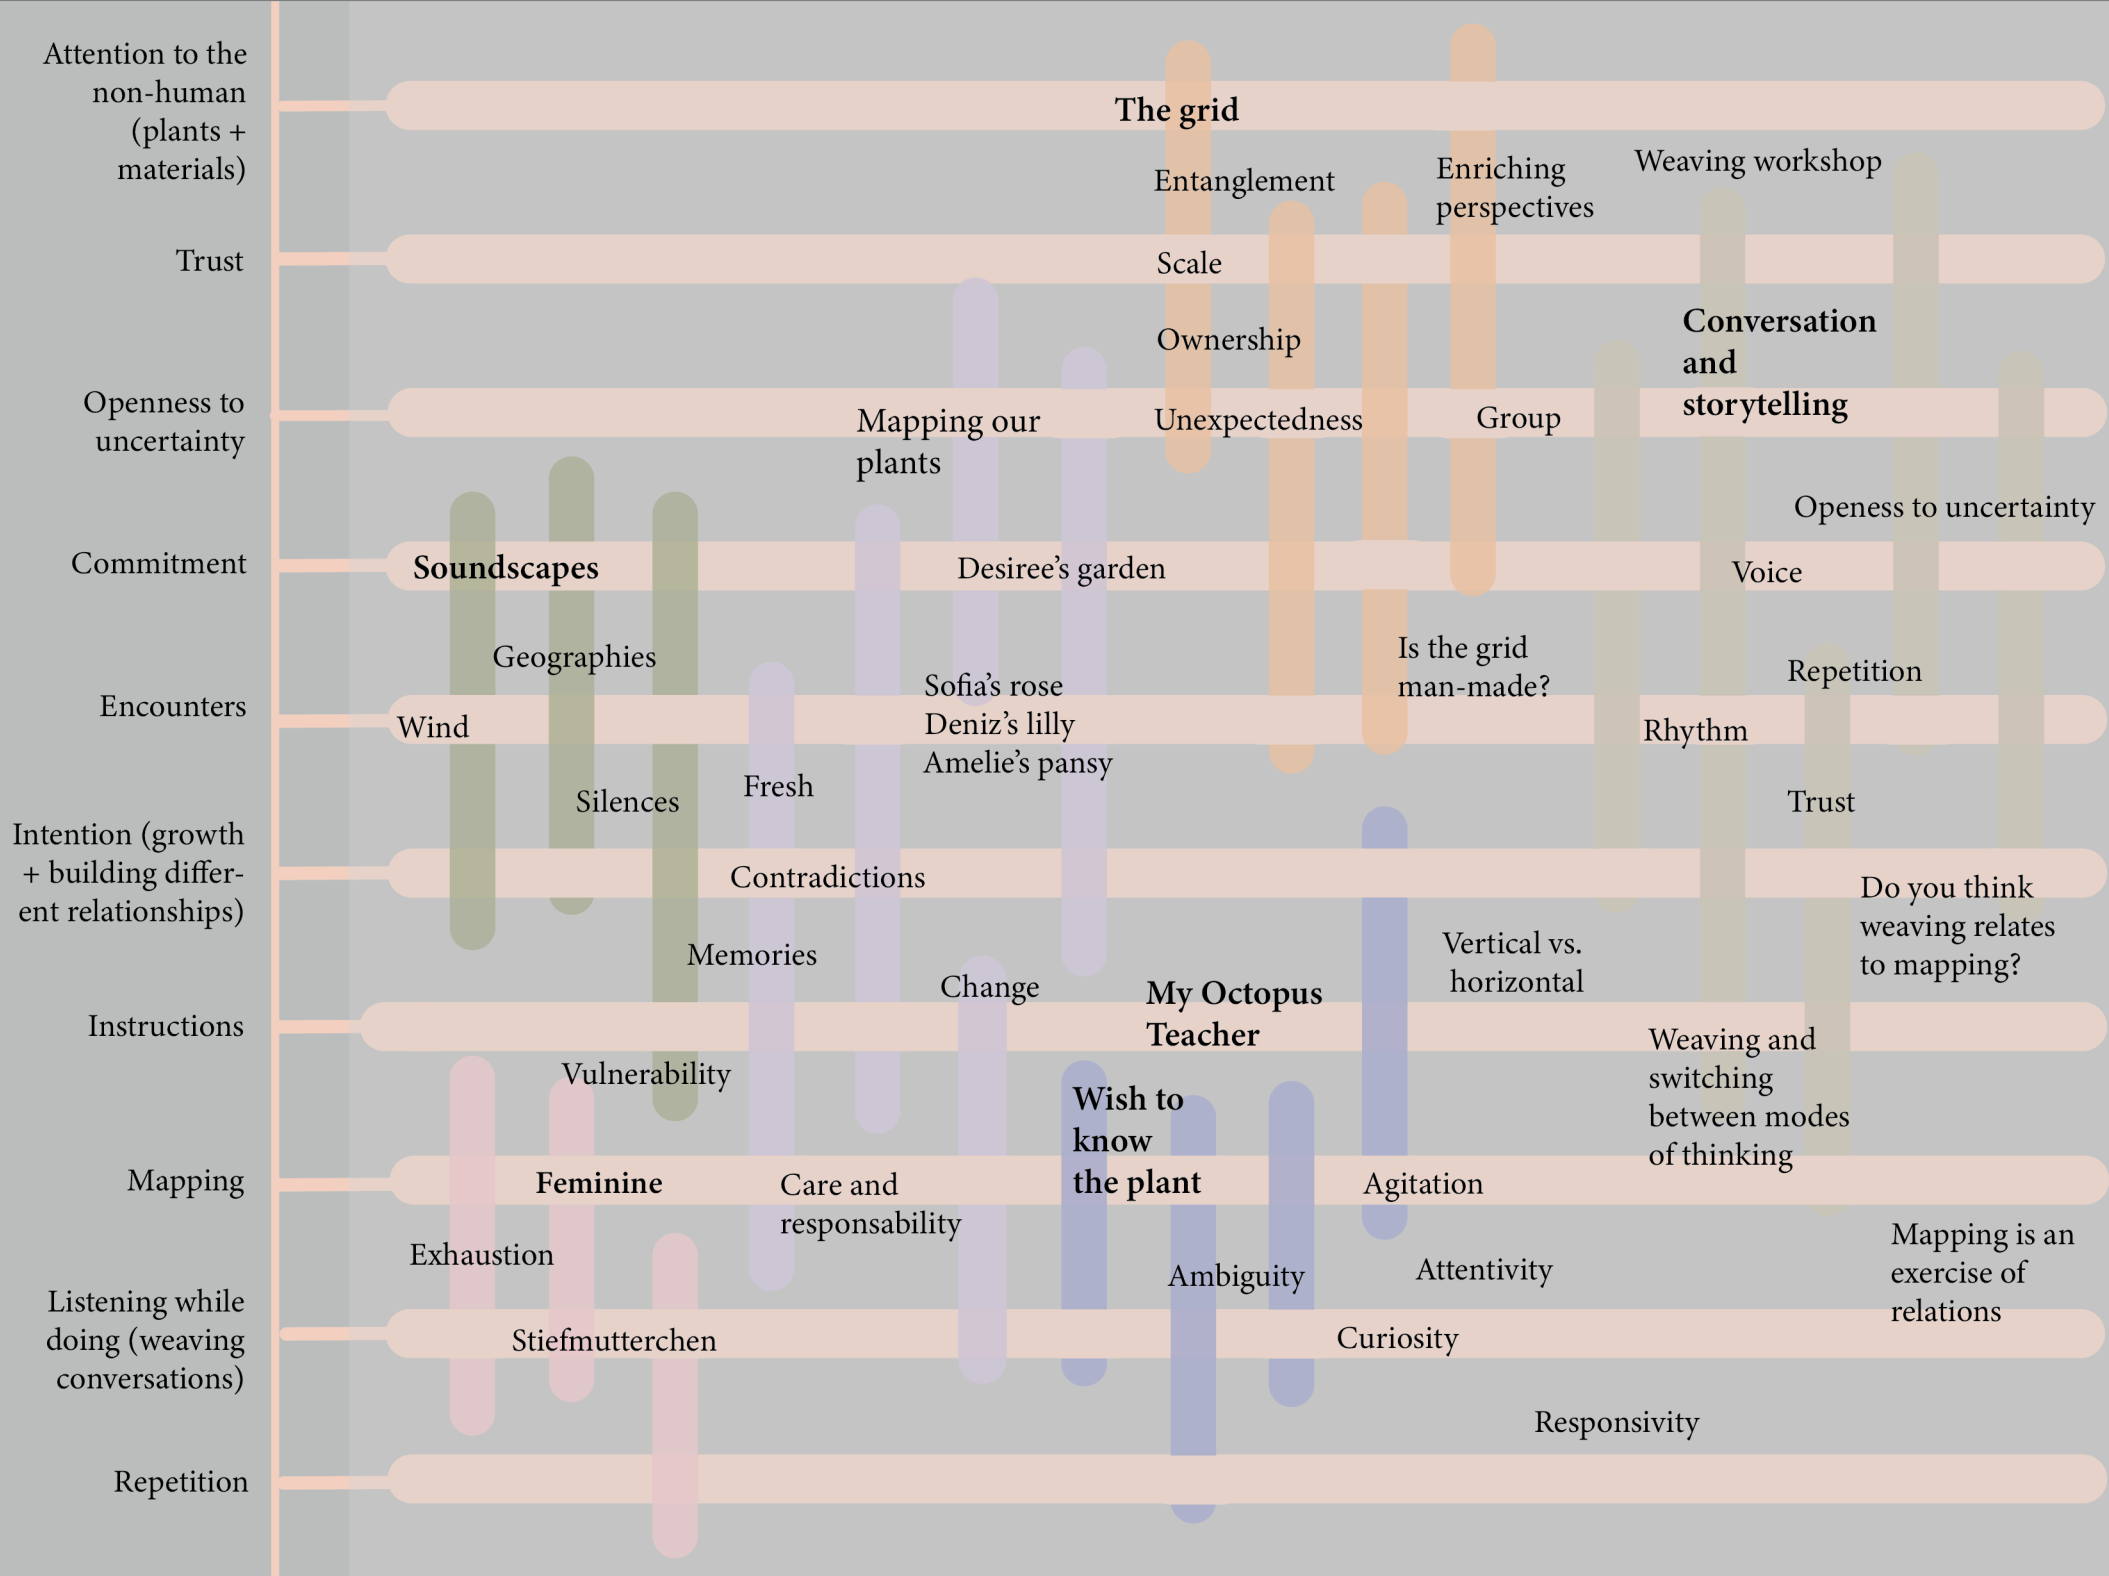 Attention to the
non-human
(plants +
materials)
Trust
Openness to
uncertainty
Commitment
Encounters
Intention (growth
+ building differ-
ent relationships)
Instructions
Mapping
Listening while
doing (weaving
conversations)
Repetition
The grid
Entanglement
Enriching
perspectives
Weaving workshop
Scale
Ownership
Conversation
and
storytelling
Mapping our
plants
Unexpectedness
Group
Openess to uncertainty
Soundscapes
Desiree's garden
Voice
Geographies
Is the grid
man-made?
Repetition
Wind
Sofia's rose
Deniz's lilly
Amelie's pansy
Rhythm
Silences
Fresh
Trust
Contradictions
Do you think
weaving relates
to mapping?
Memories
Vertical vs.
horizontal
Change
My Octopus
Teacher
Vulnerability
Weaving and
switching
between modes
of thinking
Wish to
know
the plant
Feminine
Care and
responsability
Agitation
Exhaustion
Ambiguity
Attentivity
Mapping is an
exercise of
relations
Stiefmutterchen
Curiosity
Responsivity